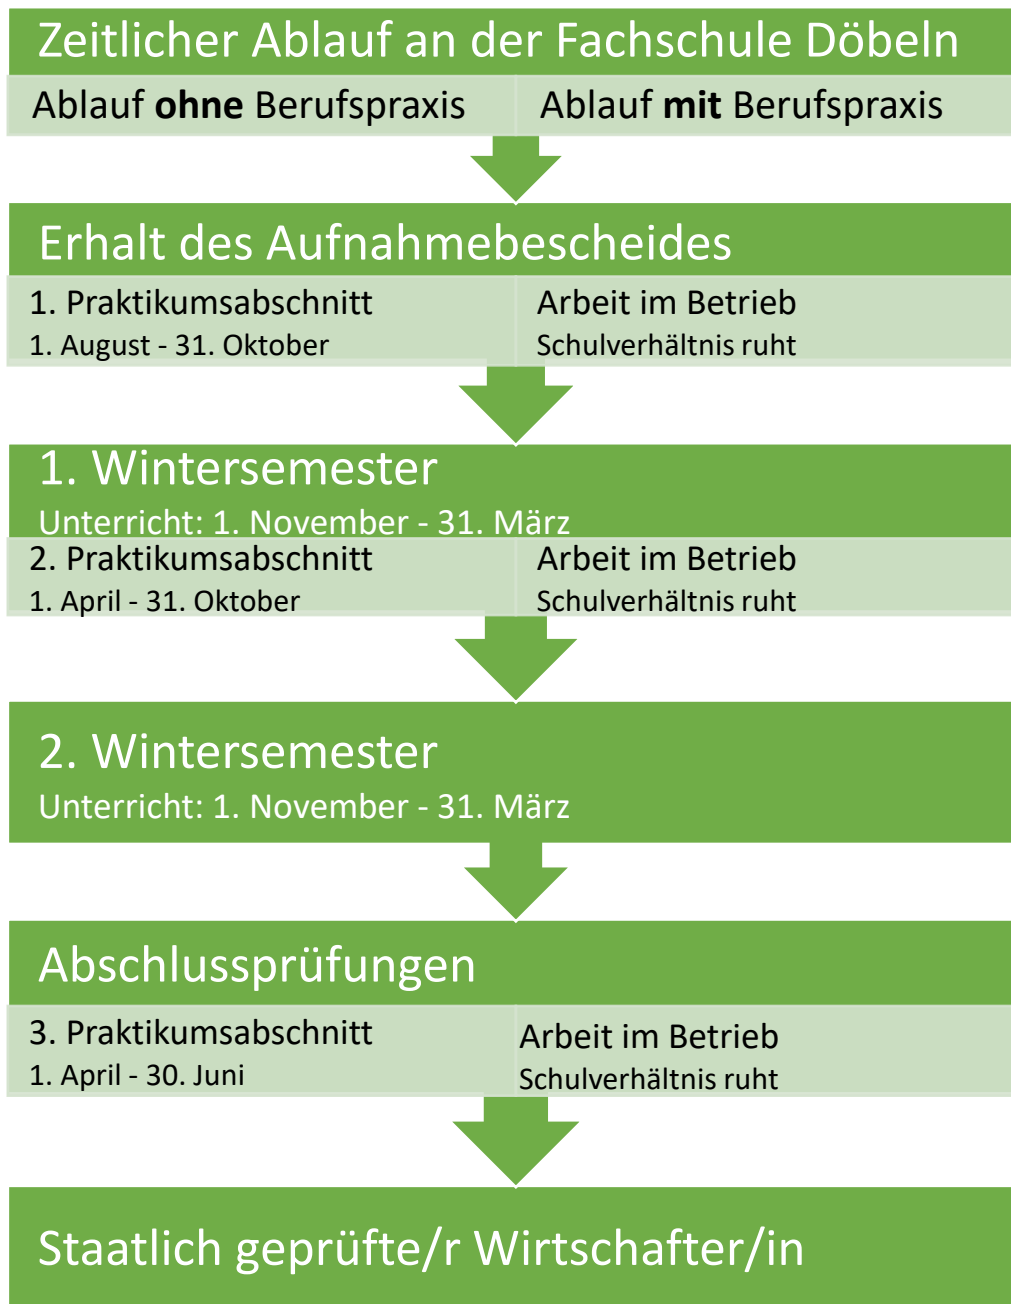 Zeitlicher Ablauf an der Fachschule Döbeln
Ablauf ohne Berufspraxis
Ablauf mit Berufspraxis
Erhalt des Aufnahmebescheides
1. Praktikumsabschnitt
1. August - 31. Oktober
Arbeit im Betrieb
Schulverhältnis ruht
1. Wintersemester
Unterricht: 1. November - 31. März
2. Praktikumsabschnitt
1. April - 31. Oktober
Arbeit im Betrieb
Schulverhältnis ruht
2. Wintersemester
Unterricht: 1. November - 31. März
Abschlussprüfungen
3. Praktikumsabschnitt
1. April - 30. Juni
Arbeit im Betrieb
Schulverhältnis ruht
Staatlich geprüfte/r Wirtschafter/in